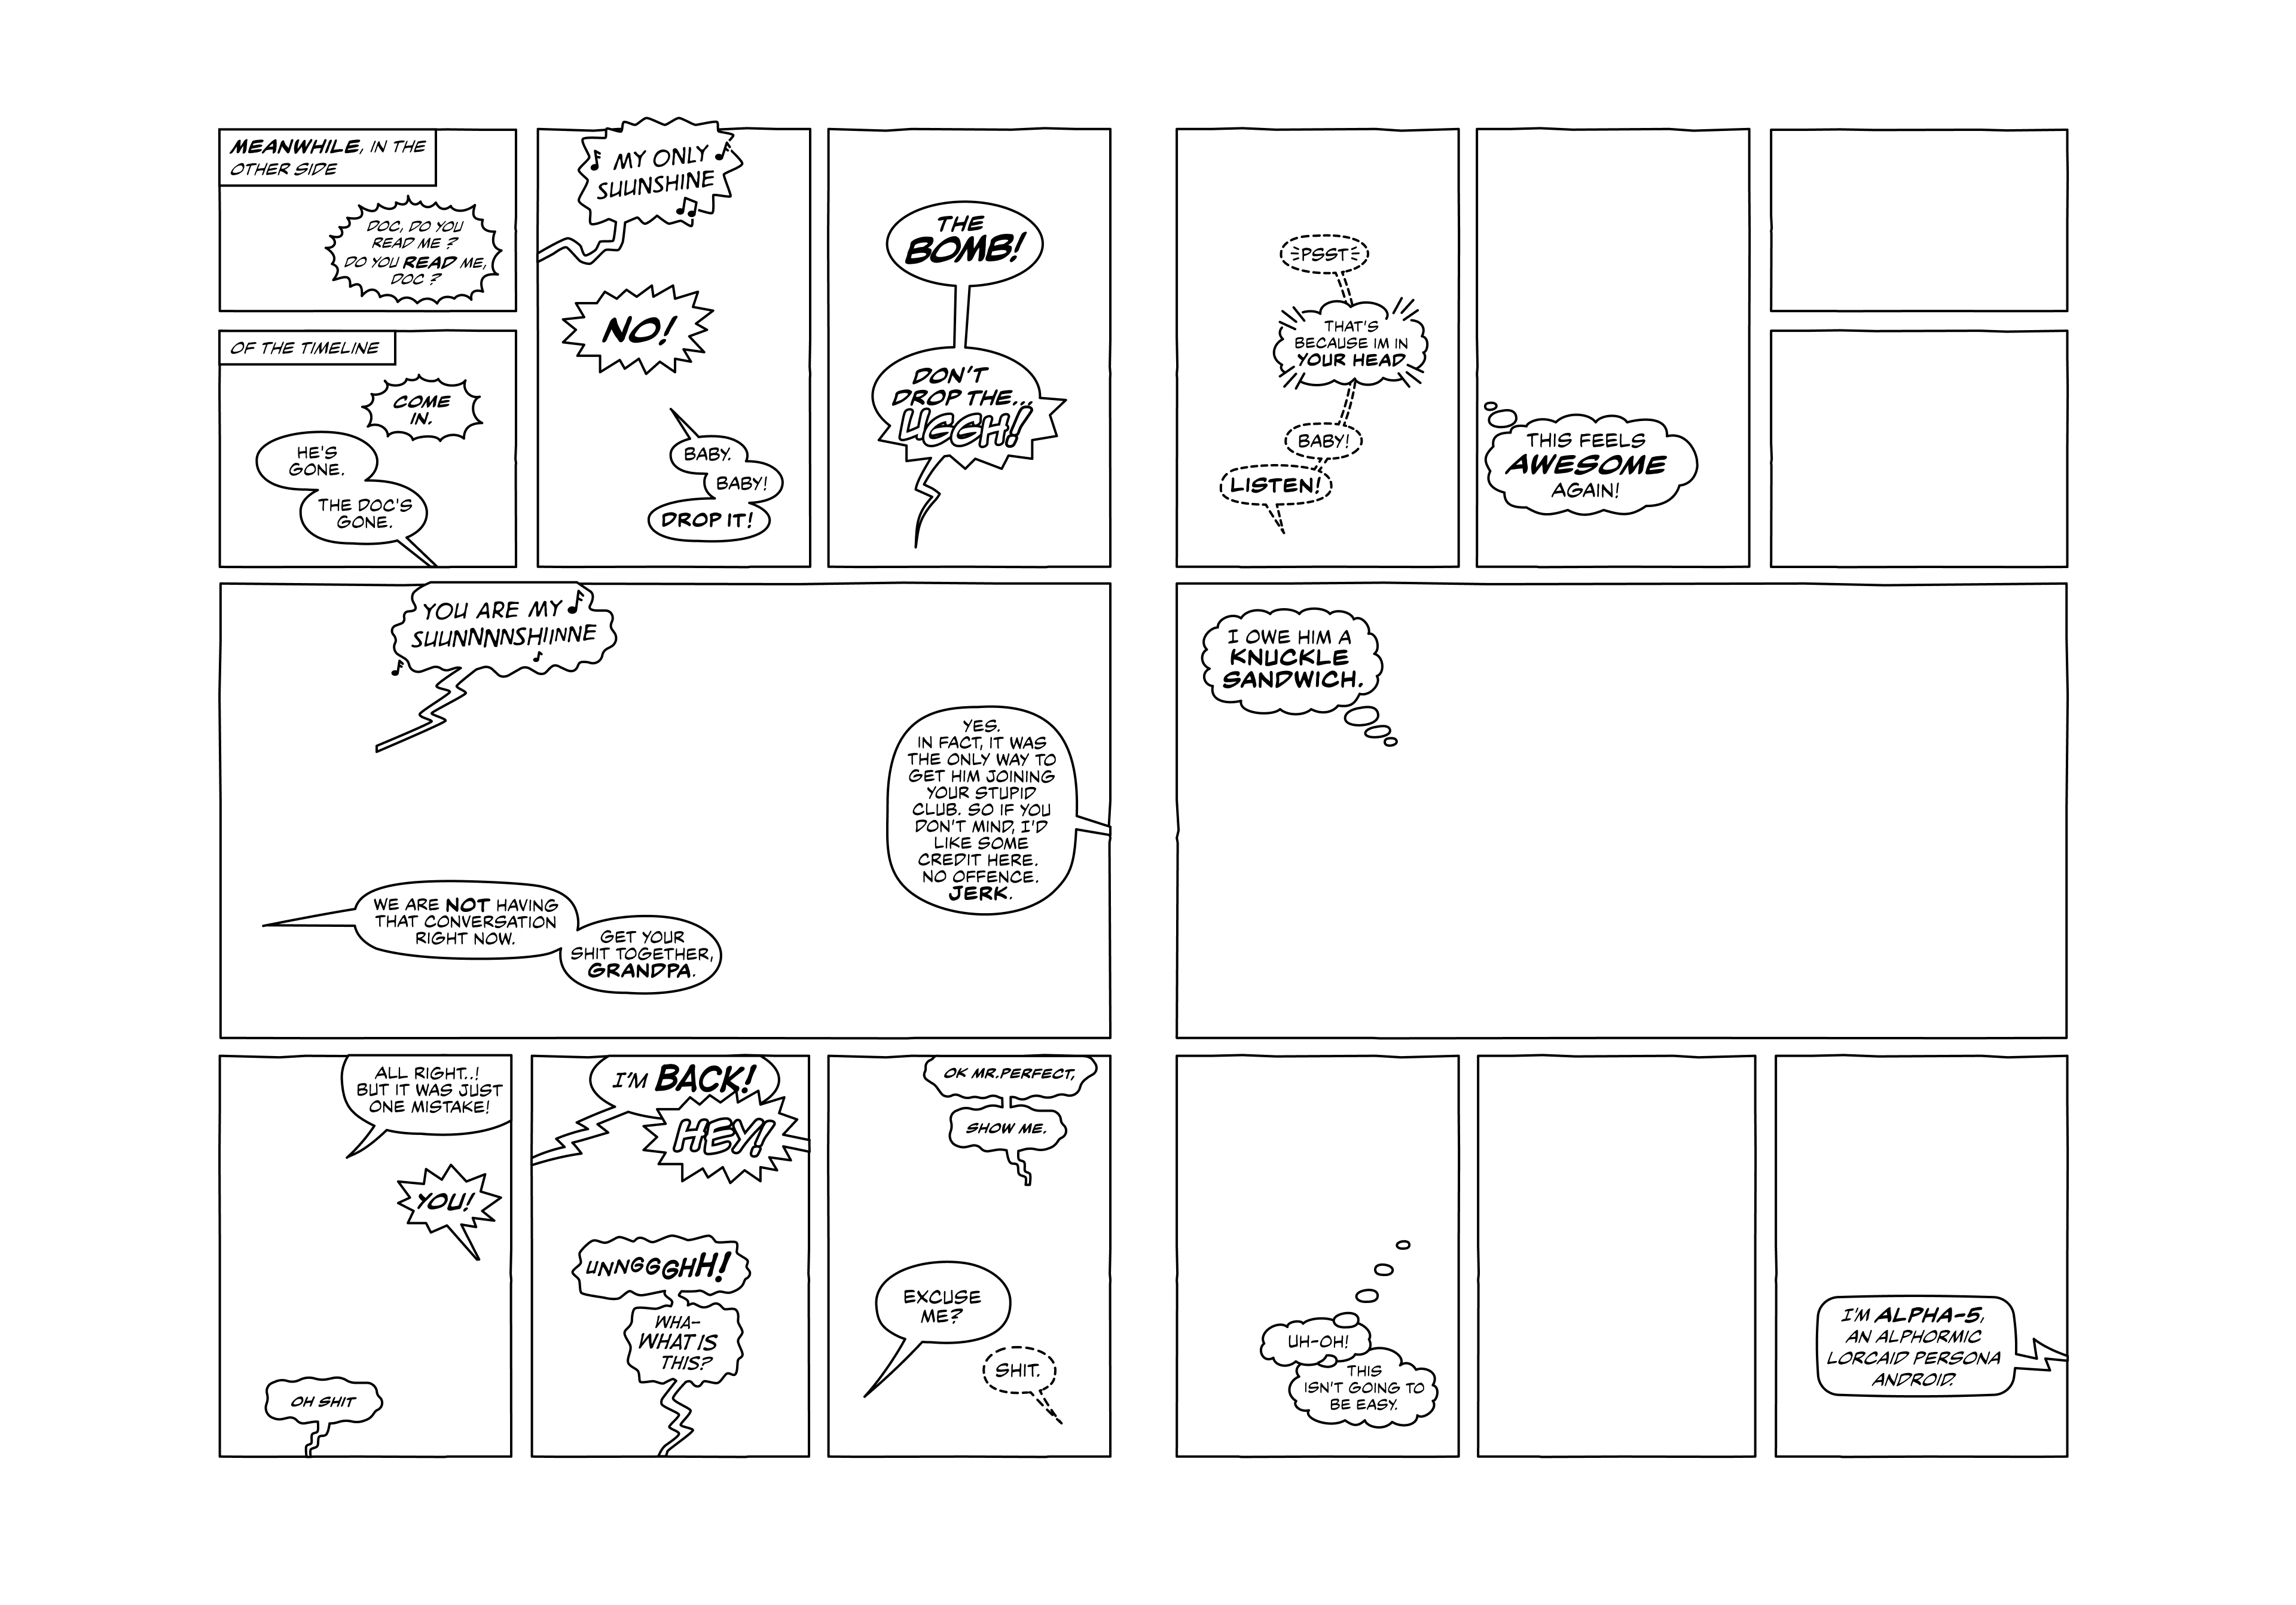 MEANWHILE, IN THE
OTHER SIDE
DOC, DO YOU
READ ME ?
DO YOU READ ME,
DOC ?
OF THE TIMELINE
COME
IN.
HE'S
GONE.
THE DOC'S
GONE.
MY ONLY
SUUNSHINE
NO!
BABY.
BABY!
DROP IT!
THE
BOMB!
DON'T
DROP THE...
UGGH!
YOU ARE MY
SUUNNNNSHIINNE
YES.
IN FACT, IT WAS
THE ONLY WAY TO
GET HIM JOINING
YOUR STUPID
CLUB. SO IF YOU
DON'T MIND, I'D
LIKE SOME
CREDIT HERE.
NO OFFENCE.
JERK.
WE ARE NOT HAVING
THAT CONVERSATION
RIGHT NOW.
GET YOUR
SHIT TOGETHER,
GRANDPA.
ALL RIGHT..!
BUT IT WAS JUST
ONE MISTAKE!
YOU!
OH SHIT
I'M BACK!
HEY!
UNNGGGHH!
WHA-
WHAT IS
THIS?
OK MR.PERFECT,
SHOW ME.
EXCUSE
ME?
SHIT.
PSST
THAT'S
BECAUSE IM IN
YOUR HEAD
BABY!
LISTEN!
THIS FEELS
AWESOME
AGAIN!
I OWE HIM A
KNUCKLE
SANDWICH.
UH-OH!
THIS
ISN'T GOING TO
BE EASY.
I'M ALPHA-5,
AN ALPHORMIC
LORCAID PERSONA
ANDROID.